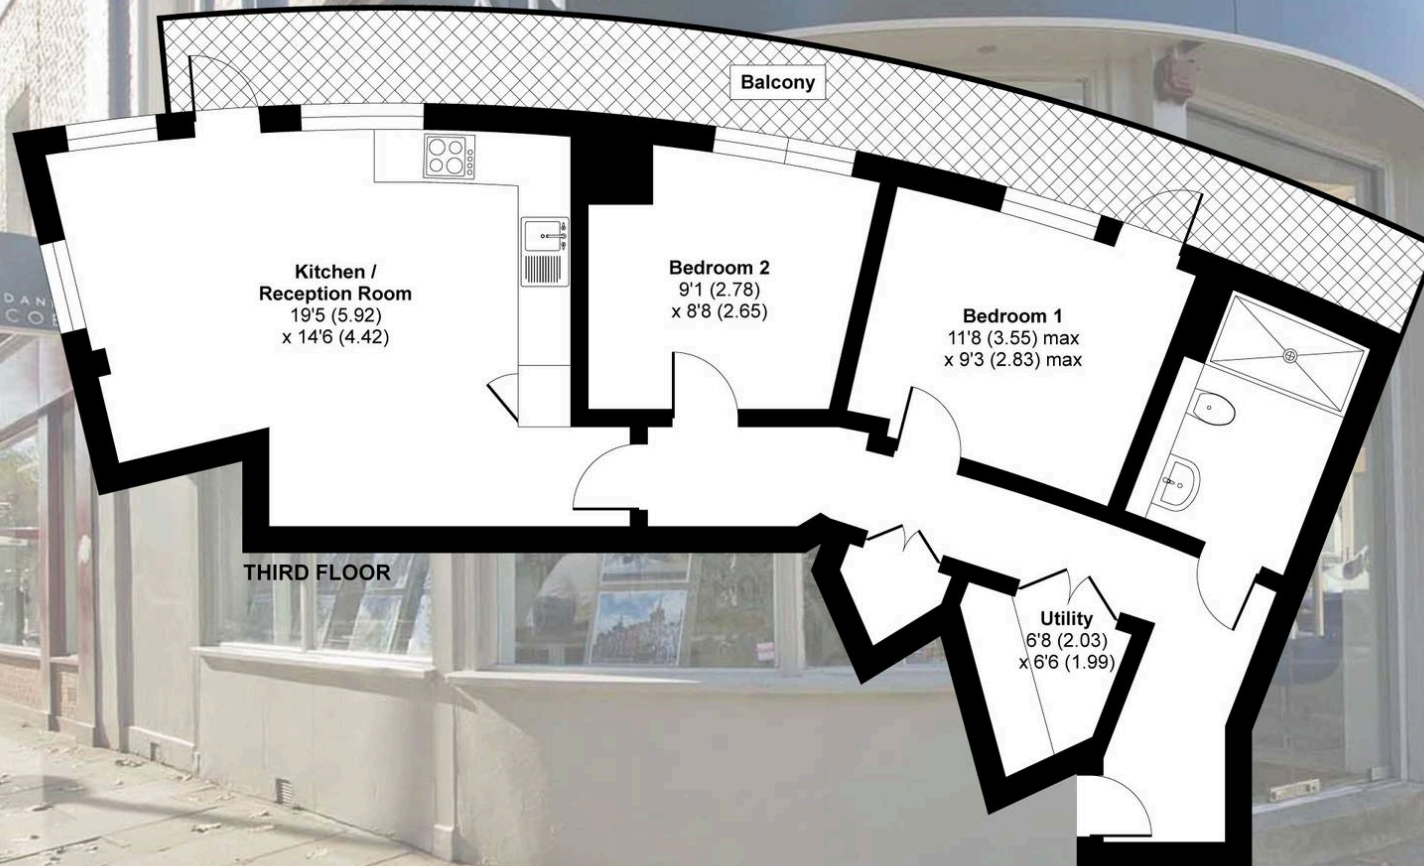 Balcony
Kitchen /
Reception Room
19'5 (5.92)
x 14'6 (4.42)
Bedroom 2
9'1 (2.78)
x 8'8 (2.65)
Bedroom 1
11'8 (3.55) max
x 9'3 (2.83) max
THIRD FLOOR
Utility
6'8 (2.03)
x 6'6 (1.99)